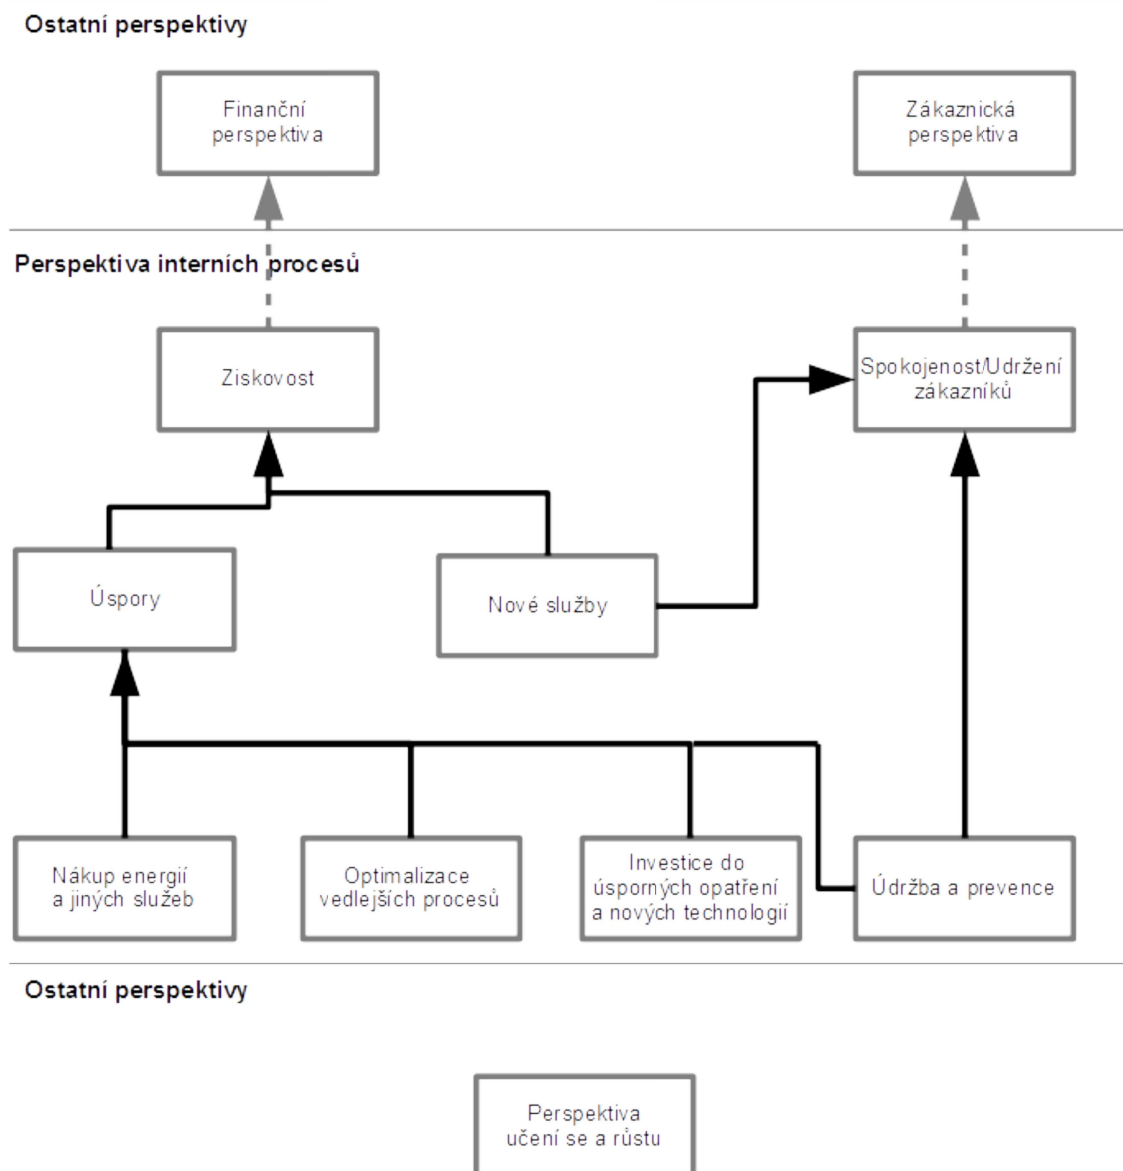 Ostatní perspektivy
Finanční
perspektiva
Zákaznická
perspektiva
Perspektiva interních procesů
Ziskovost
Spokojenost/Udržení
zákazníků
Úspory
Nové služby
Nákup energií
a jiných služeb
Optimalizace
vedlejších procesů
Investice do
úsporných opatření
a nových technologií
Údržba a prevence
Ostatní perspektivy
Perspektiva
učení se a růstu